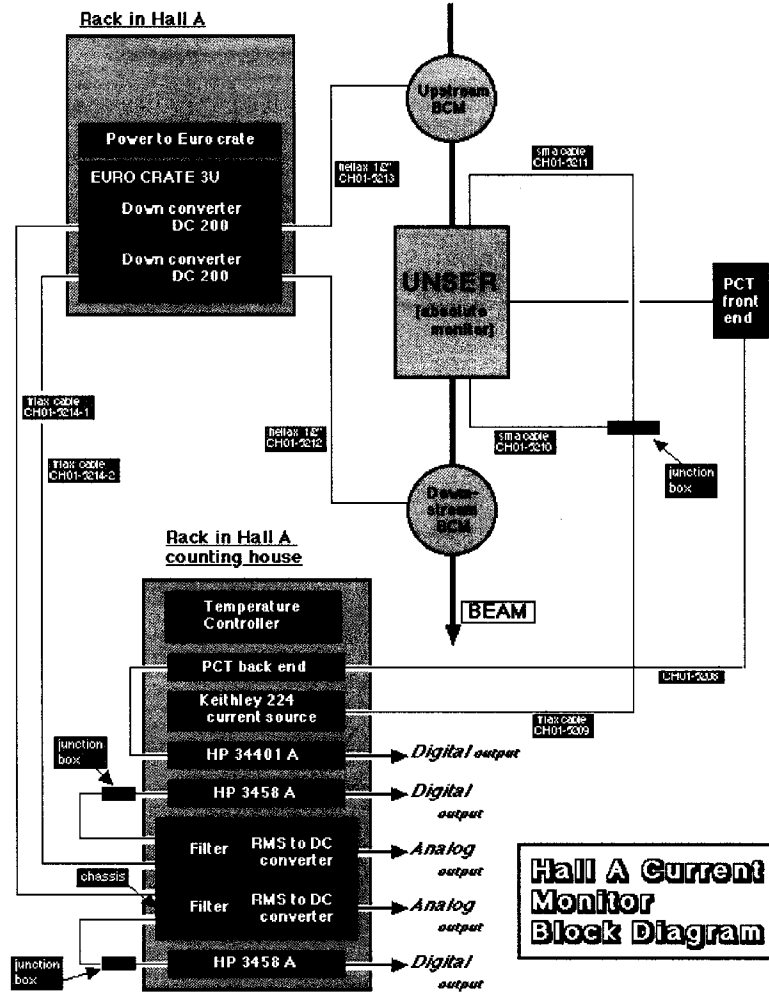 Rack in Hall A
Power to Euro crate
EURO CRATE 3U
Down converter
DC 200
Down converter
DC 200
Upstream
BCM
heliax 1/2"
CH01-5213
sma cable
CH01-5211
UNSER
[absolute
monitor]
PCT
front
end
triax cable
CH01-5214-1
triax cable
CH01-5214-2
heliax 1/2"
CH01-5212
sma cable
CH01-5210
junction
box
Down-
stream
BCM
BEAM
Rack in Hall A
counting house
Temperature
Controller
PCT back end
CH01-5208
Keithley 224
current source
triax cable
CH01-5209
junction
box
HP 34401 A
Digital output
HP 3458 A
Digital
output
Filter RMS to DC
converter
Analog
output
chassis
Filter RMS to DC
converter
Analog
output
junction
box
HP 3458 A
Digital
output
Hall A Current
Monitor
Block Diagram